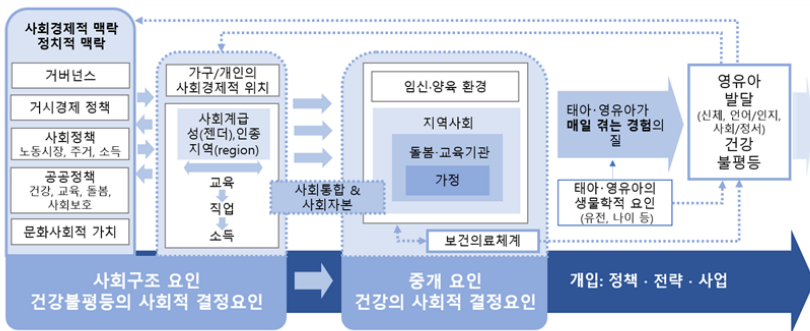 사회경제적 맥락
정치적 맥락
거버넌스
거시경제 정책
사회정책
노동시장, 주거, 소득
공공정책
건강, 교육, 돌봄,
사회보호
문화사회적 가치
가구/개인의
사회경제적 위치
사회계급
성(젠더),인종
지역(region)
교육
직업
소득
사회통합 &
사회자본
임신·양육 환경
지역사회
돌봄·교육기관
가정
보건의료체계
태아·영유아가
매일 겪는 경험의
질
태아·영유아의
생물학적 요인
(유전, 나이 등)
영유아
발달
(신체, 언어/인지,
사회/정서)
건강
불평등
사회구조 요인
건강불평등의 사회적 결정요인
중개 요인
건강의 사회적 결정요인
개입: 정책 · 전략 · 사업